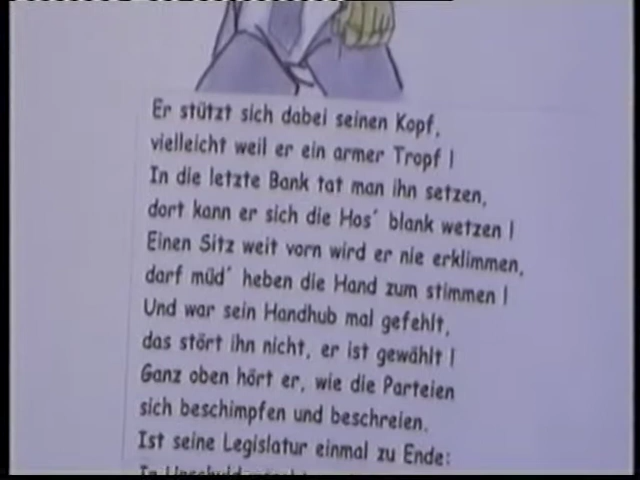 Er stützt sich dabei seinen Kopf,
vielleicht weil er ein armer Tropf !
In die letzte Bank tat man ihn setzen,
dort kann er sich die Hos´ blank wetzen !
Einen Sitz weit vorn wird er nie erklimmen,
darf müd´ heben die Hand zum stimmen !
Und war sein Handhub mal gefehlt,
das stört ihn nicht, er ist gewählt !
Ganz oben hört er, wie die Parteien
sich beschimpfen und beschreien.
Ist seine Legislatur einmal zu Ende:
In Unschuld